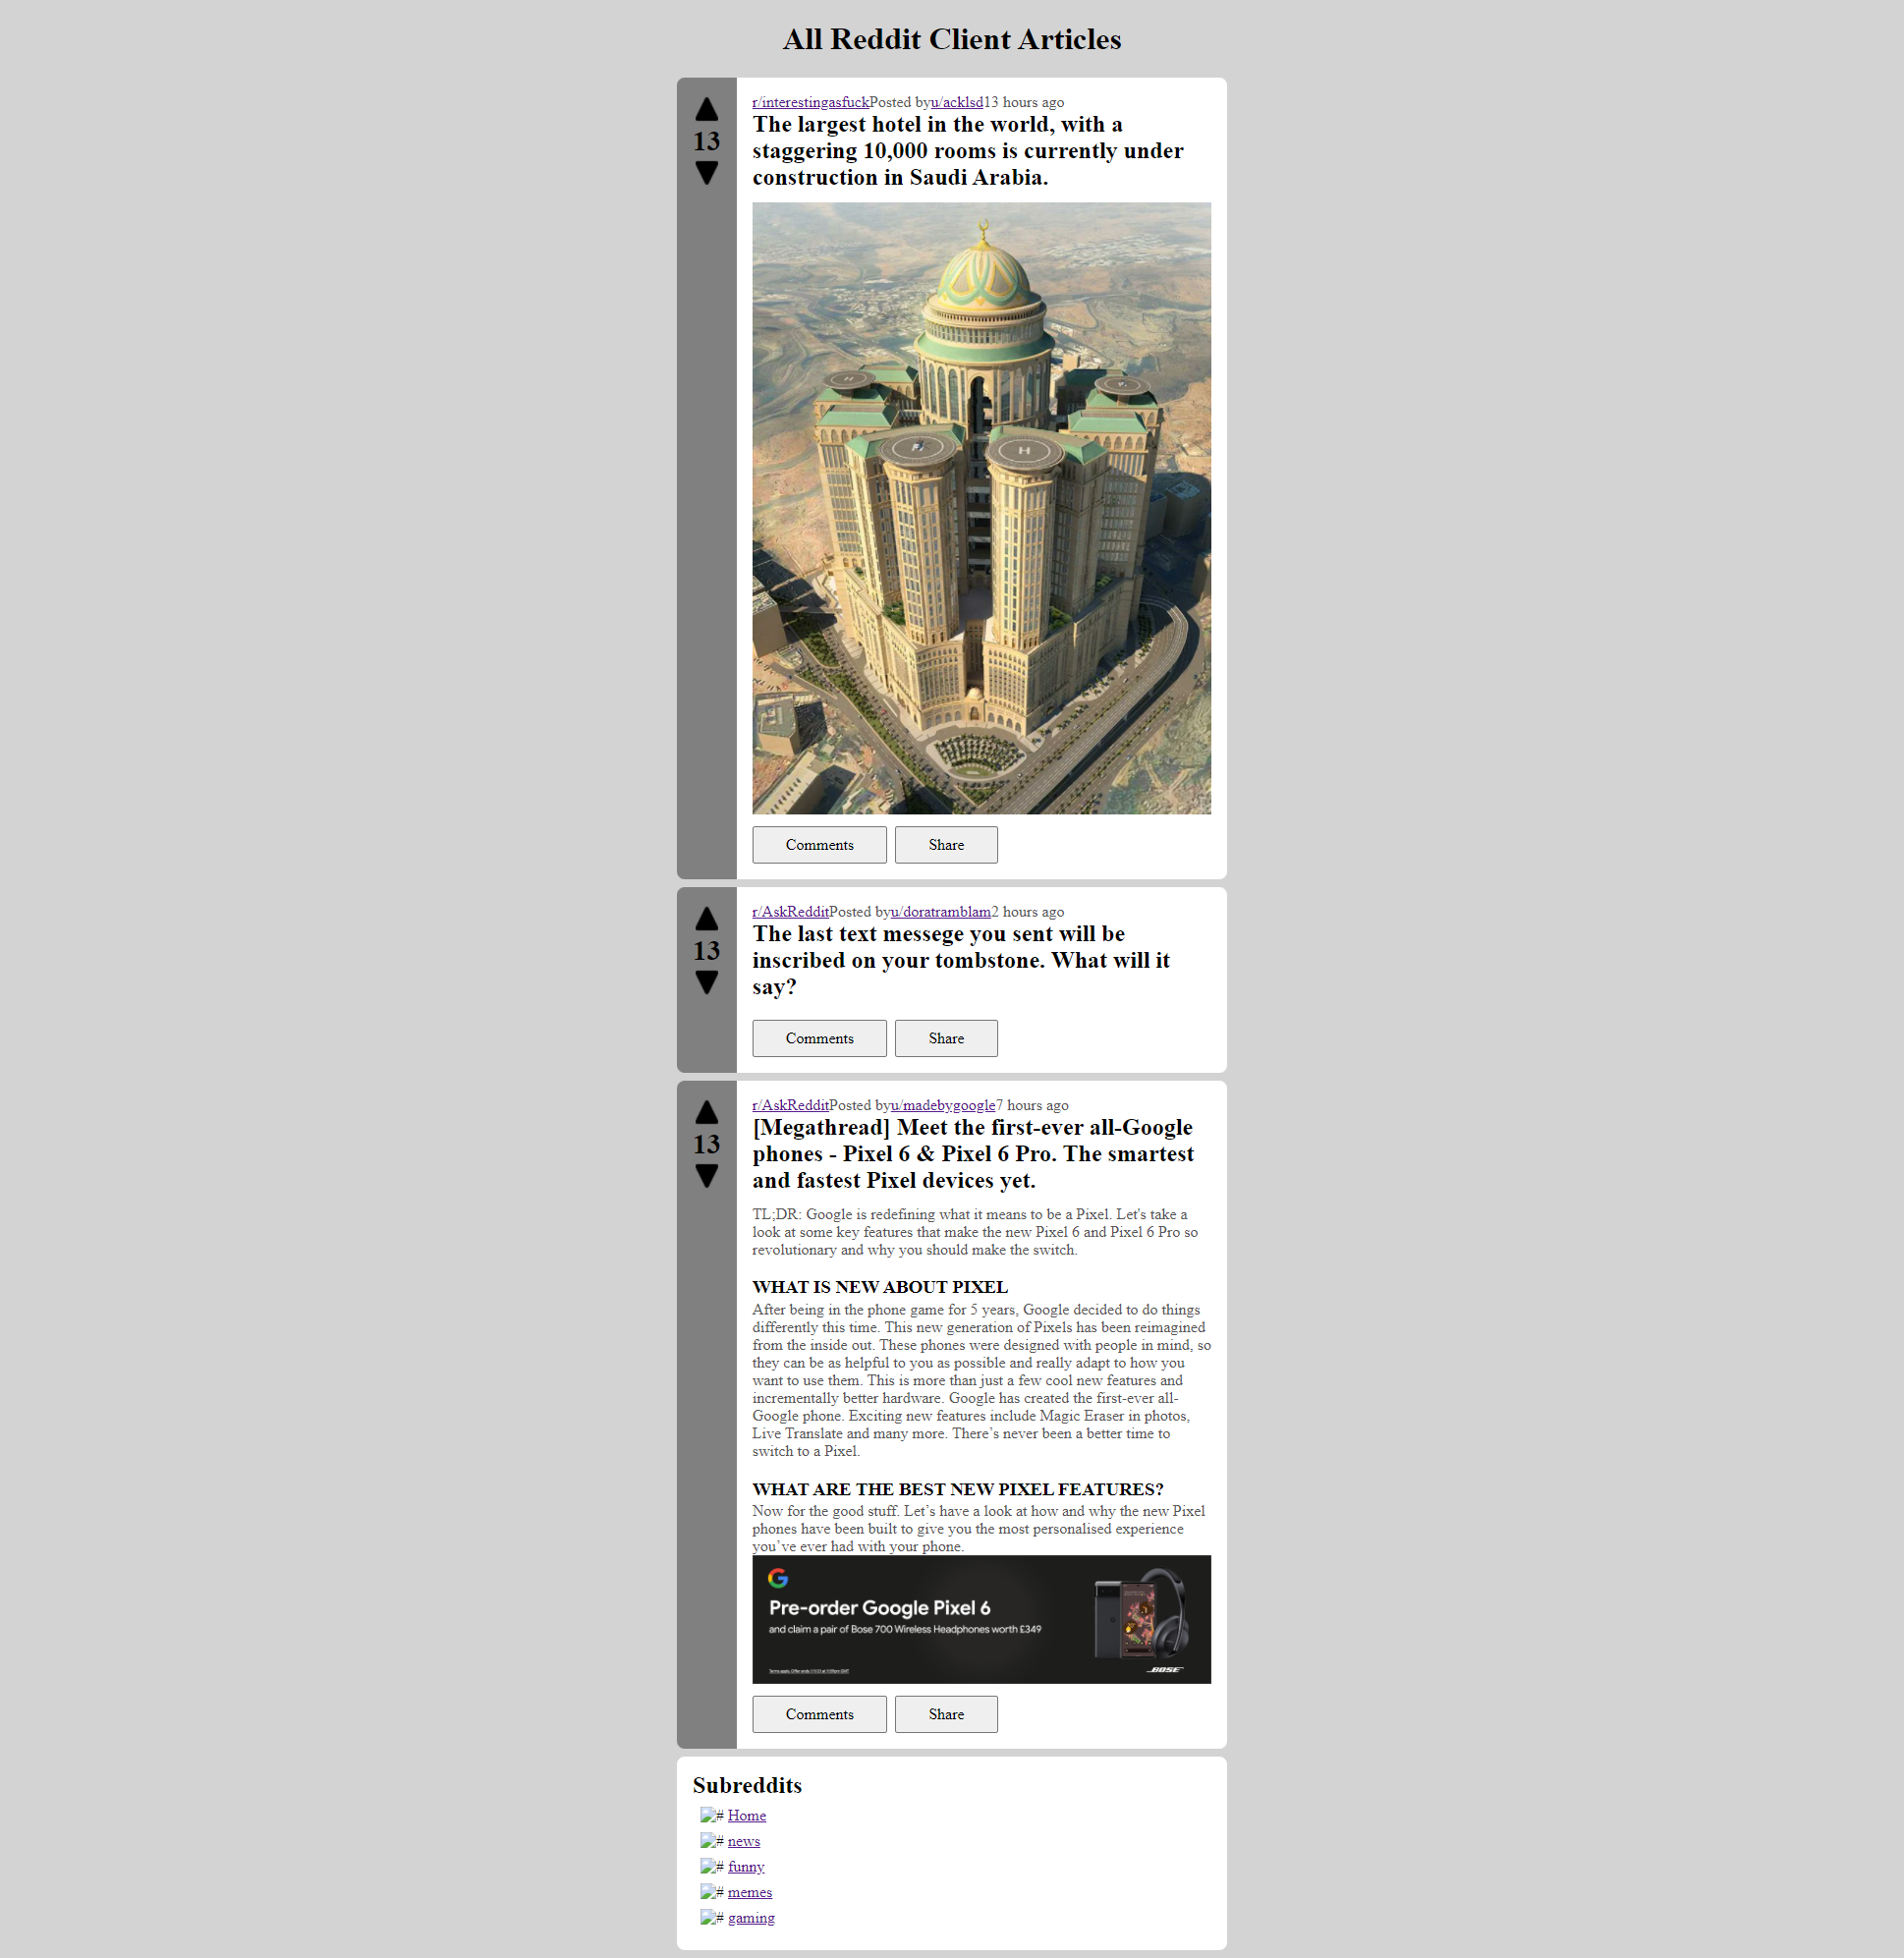 All Reddit Client Articles
13
r/interestingasfuckPosted byu/acklsd13 hours ago
The largest hotel in the world, with a
staggering 10,000 rooms is currently under
construction in Saudi Arabia.
H
H
Comments
Share
13
r/AskRedditPosted byu/doratramblam2 hours ago
The last text messege you sent will be
inscribed on your tombstone. What will it
say?
Comments
Share
13
r/AskRedditPosted byu/madebygoogle7 hours ago
[Megathread] Meet the first-ever all-Google
phones - Pixel 6 & Pixel 6 Pro. The smartest
and fastest Pixel devices yet.
TL;DR: Google is redefining what it means to be a Pixel. Let's take a
look at some key features that make the new Pixel 6 and Pixel 6 Pro so
revolutionary and why you should make the switch.
WHAT IS NEW ABOUT PIXEL
After being in the phone game for 5 years, Google decided to do things
differently this time. This new generation of Pixels has been reimagined
from the inside out. These phones were designed with people in mind, so
they can be as helpful to you as possible and really adapt to how you
want to use them. This is more than just a few cool new features and
incrementally better hardware. Google has created the first-ever all-
Google phone. Exciting new features include Magic Eraser in photos,
Live Translate and many more. There’s never been a better time to
switch to a Pixel.
WHAT ARE THE BEST NEW PIXEL FEATURES?
Now for the good stuff. Let’s have a look at how and why the new Pixel
phones have been built to give you the most personalised experience
you’ve ever had with your phone.
G
Pre-order Google Pixel 6
and claim a pair of Bose 700 Wireless Headphones worth £349
BOSE
Comments
Share
Subreddits
# Home
# news
# funny
# memes
# gaming